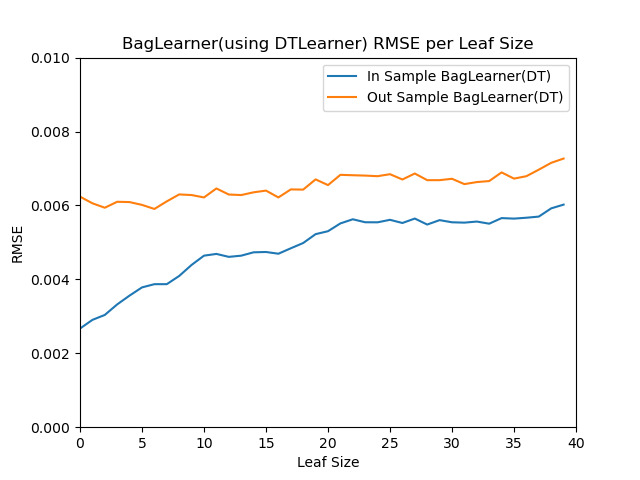 BagLearner(using DTLearner) RMSE per Leaf Size
In Sample BagLearner(DT)
Out Sample BagLearner(DT)
RMSE
0.010
0.008
0.006
0.004
0.002
0.000
0 5 10 15 20 25 30 35 40
Leaf Size